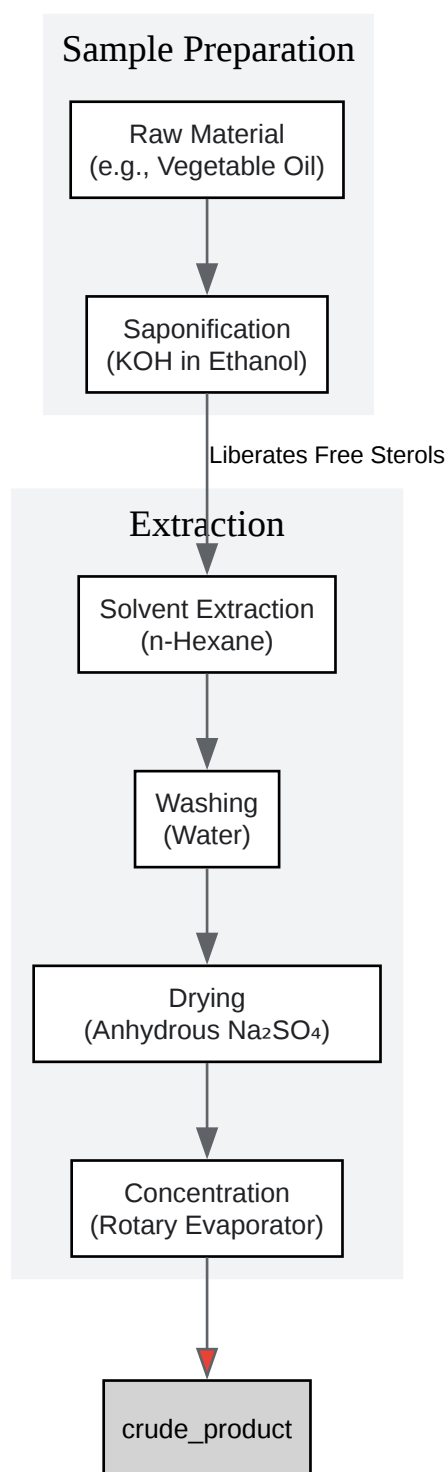 Sample Preparation
Raw Material
(e.g., Vegetable Oil)
Saponification
(KOH in Ethanol)
Liberates Free Sterols
Extraction
Solvent Extraction
(n-Hexane)
Washing
(Water)
Drying
(Anhydrous Na₂SO₄)
Concentration
(Rotary Evaporator)
crude_product